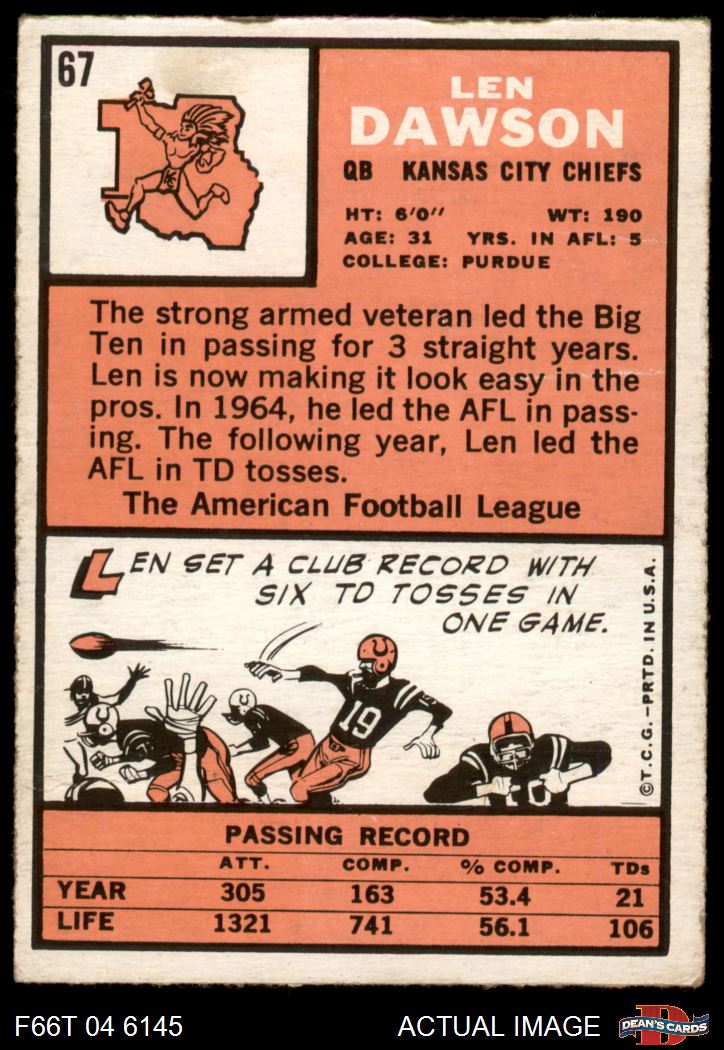 67
LEN
DAWSON
QB KANSAS CITY CHIEFS
HT: 6'0" WT: 190
AGE: 31 YRS. IN AFL: 5
COLLEGE: PURDUE
The strong armed veteran led the Big
Ten in passing for 3 straight years.
Len is now making it look easy in the
pros. In 1964, he led the AFL in pass-
ing. The following year, Len led the
AFL in TD tosses.
The American Football League
LEN SET A CLUB RECORD WITH
SIX TD TOSSES IN
ONE GAME.
19
©T.C.G.-PRTD. IN U.S.A.
PASSING RECORD
ATT. COMP. % COMP. TDs
YEAR 305 163 53.4 21
LIFE 1321 741 56.1 106
F66T 04 6145 ACTUAL IMAGE DEAN'S CARDS